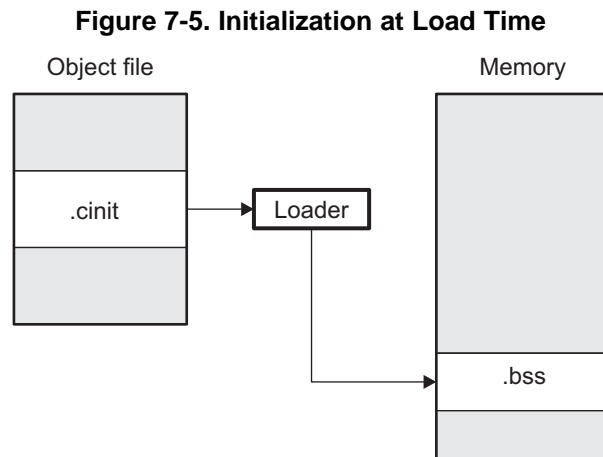 Figure 7-5. Initialization at Load Time
Object file
Memory
.cinit
Loader
.bss